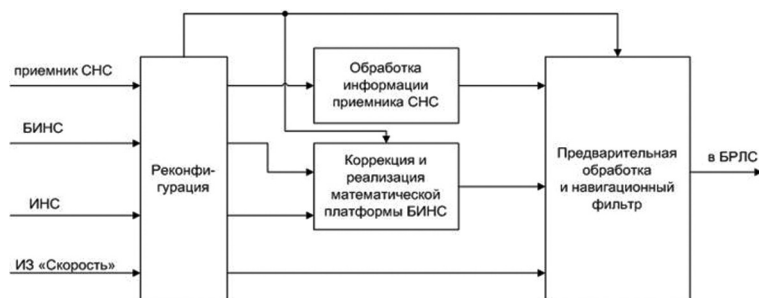 приемник СНС
БИНС
ИНС
ИЗ «Скорость»
Реконфи-
гурация
Обработка
информации
приемника СНС
Коррекция и
реализация
математической
платформы БИНС
Предварительная
обработка
и навигационный
фильтр
в БРЛС